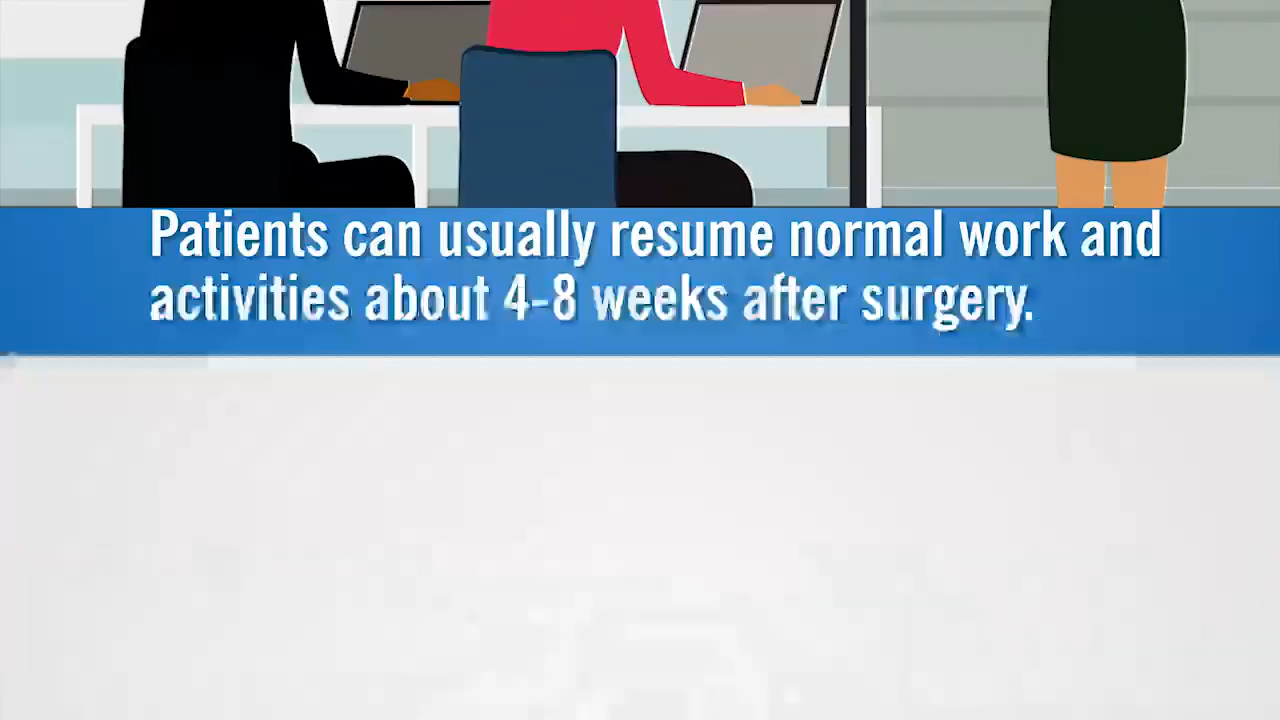 Patients can usually resume normal work and
activities about 4-8 weeks after surgery.